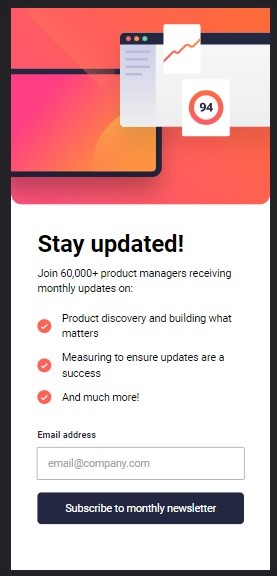 94
Stay updated!
Join 60,000+ product managers receiving
monthly updates on:
Product discovery and building what
matters
Measuring to ensure updates are a
success
And much more!
Email address
email@company.com
Subscribe to monthly newsletter